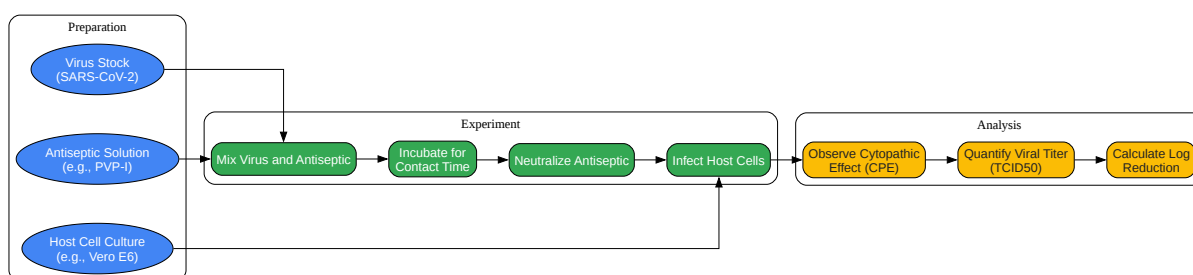 Preparation
Virus Stock
(SARS-CoV-2)
Antiseptic Solution
(e.g., PVP-I)
Host Cell Culture
(e.g., Vero E6)
Experiment
Mix Virus and Antiseptic
Incubate for
Contact Time
Neutralize Antiseptic
Infect Host Cells
Analysis
Observe Cytopathic
Effect (CPE)
Quantify Viral Titer
(TCID50)
Calculate Log
Reduction